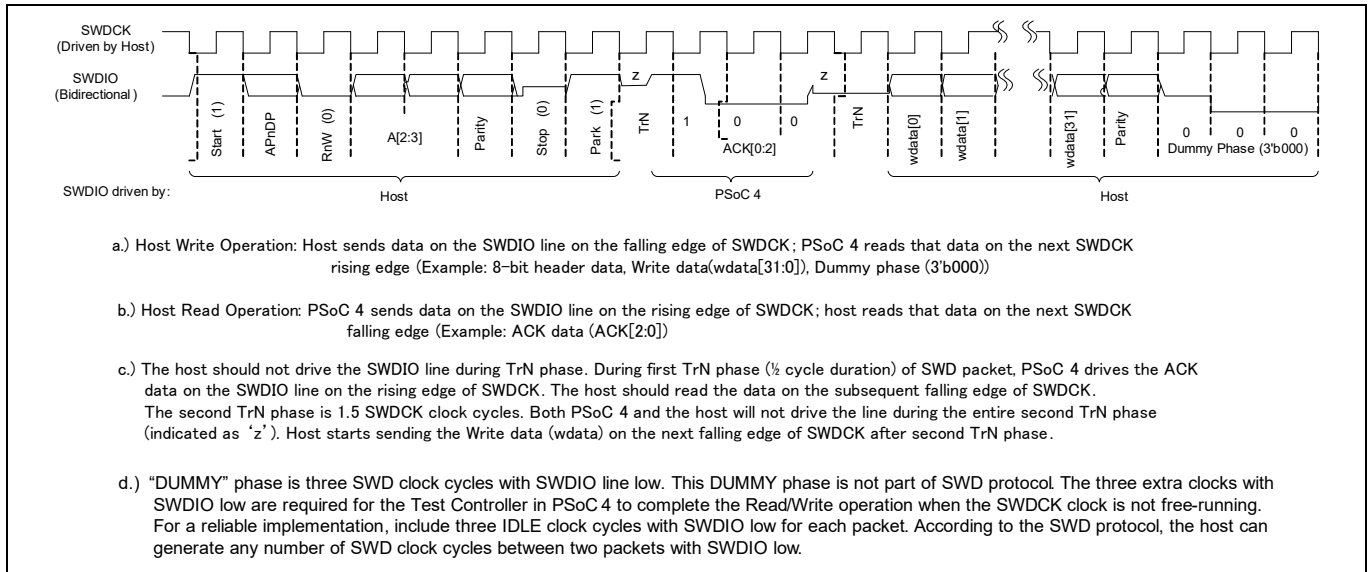 SWDCK
(Driven by Host)
SWDIO
(Bidirectional )
z
z
Start (1)
APnDP
RnW (0)
A[2:3]
Parity
Stop (0)
Park (1)
TrN
1
0
0
ACK[0:2]
TrN
wdata[0]
wdata[1]
wdata[31]
Parity
0
0
0
Dummy Phase (3'b000)
SWDIO driven by:
Host
PSoC 4
Host
a.) Host Write Operation: Host sends data on the SWDIO line on the falling edge of SWDCK; PSoC 4 reads that data on the next SWDCK
rising edge (Example: 8-bit header data, Write data(wdata[31:0]), Dummy phase (3'b000))
b.) Host Read Operation: PSoC 4 sends data on the SWDIO line on the rising edge of SWDCK; host reads that data on the next SWDCK
falling edge (Example: ACK data (ACK[2:0])
c.) The host should not drive the SWDIO line during TrN phase. During first TrN phase (½ cycle duration) of SWD packet, PSoC 4 drives the ACK
data on the SWDIO line on the rising edge of SWDCK. The host should read the data on the subsequent falling edge of SWDCK.
The second TrN phase is 1.5 SWDCK clock cycles. Both PSoC 4 and the host will not drive the line during the entire second TrN phase
(indicated as ‘z’). Host starts sending the Write data (wdata) on the next falling edge of SWDCK after second TrN phase.
d.) “DUMMY” phase is three SWD clock cycles with SWDIO line low. This DUMMY phase is not part of SWD protocol. The three extra clocks with
SWDIO low are required for the Test Controller in PSoC 4 to complete the Read/Write operation when the SWDCK clock is not free-running.
For a reliable implementation, include three IDLE clock cycles with SWDIO low for each packet. According to the SWD protocol, the host can
generate any number of SWD clock cycles between two packets with SWDIO low.